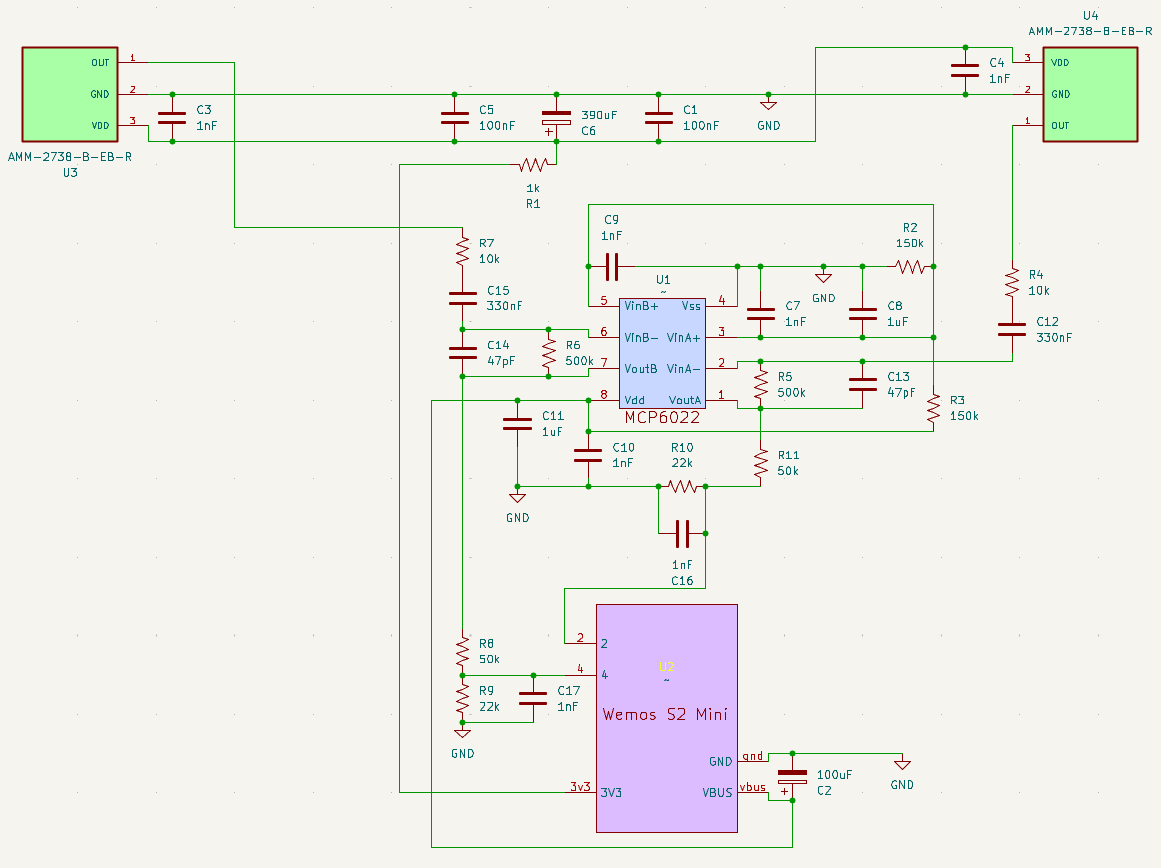 U4
AMM-2738-B-EB-R
OUT 1
GND 2
VDD 3
AMM-2738-B-EB-R
U3
C3
1nF
C5
100nF
390uF
C6
+
C1
100nF
GND
C4
1nF
3 VDD
2 GND
1 OUT
1k
R1
R7
10k
C15
330nF
C14
47pF
R6
500k
C9
1nF
U1
~
5 VinB+ Vss 4
6 VinB- VinA+ 3
7 VoutB VinA- 2
8 Vdd VoutA 1
MCP6022
R2
150k
GND
C7
1nF
C8
1uF
R4
10k
C12
330nF
R5
500k
C13
47pF
R3
150k
C11
1uF
C10
1nF
R10
22k
R11
50k
GND
1nF
C16
R8
50k
R9
22k
C17
1nF
GND
2 2
4 4
U2
~
Wemos S2 Mini
GND gnd
3v3 3V3
VBUS vbus
100uF
C2
+
GND